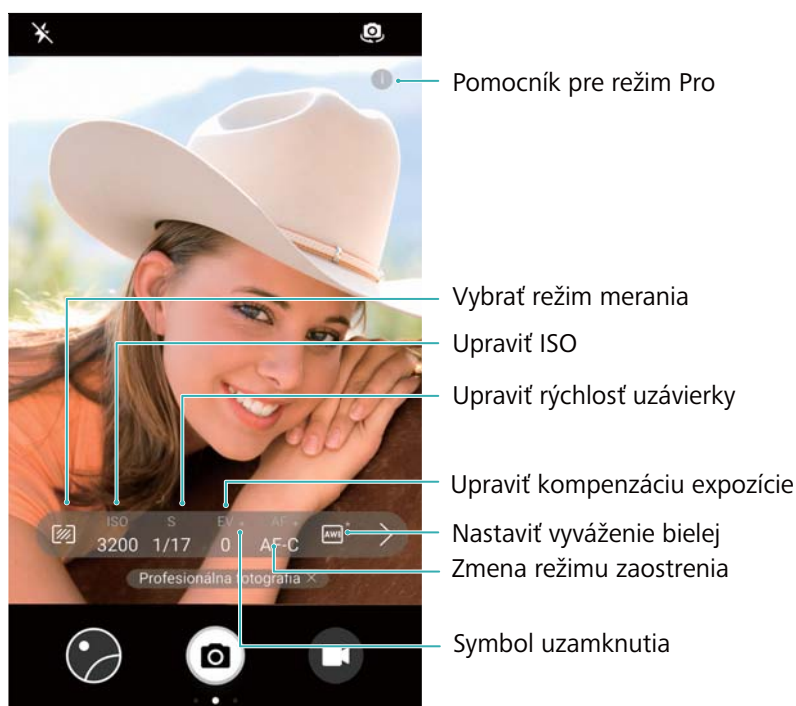 Pomocník pre režim Pro
Vybrať režim merania
Upraviť ISO
Upraviť rýchlosť uzávierky
Upraviť kompenzáciu expozície
Nastaviť vyváženie bielej
Zmena režimu zaostrenia
Symbol uzamknutia
ISO S EV AF
3200 1/17 0 AF-C AWB
Profesionálna fotografia ×